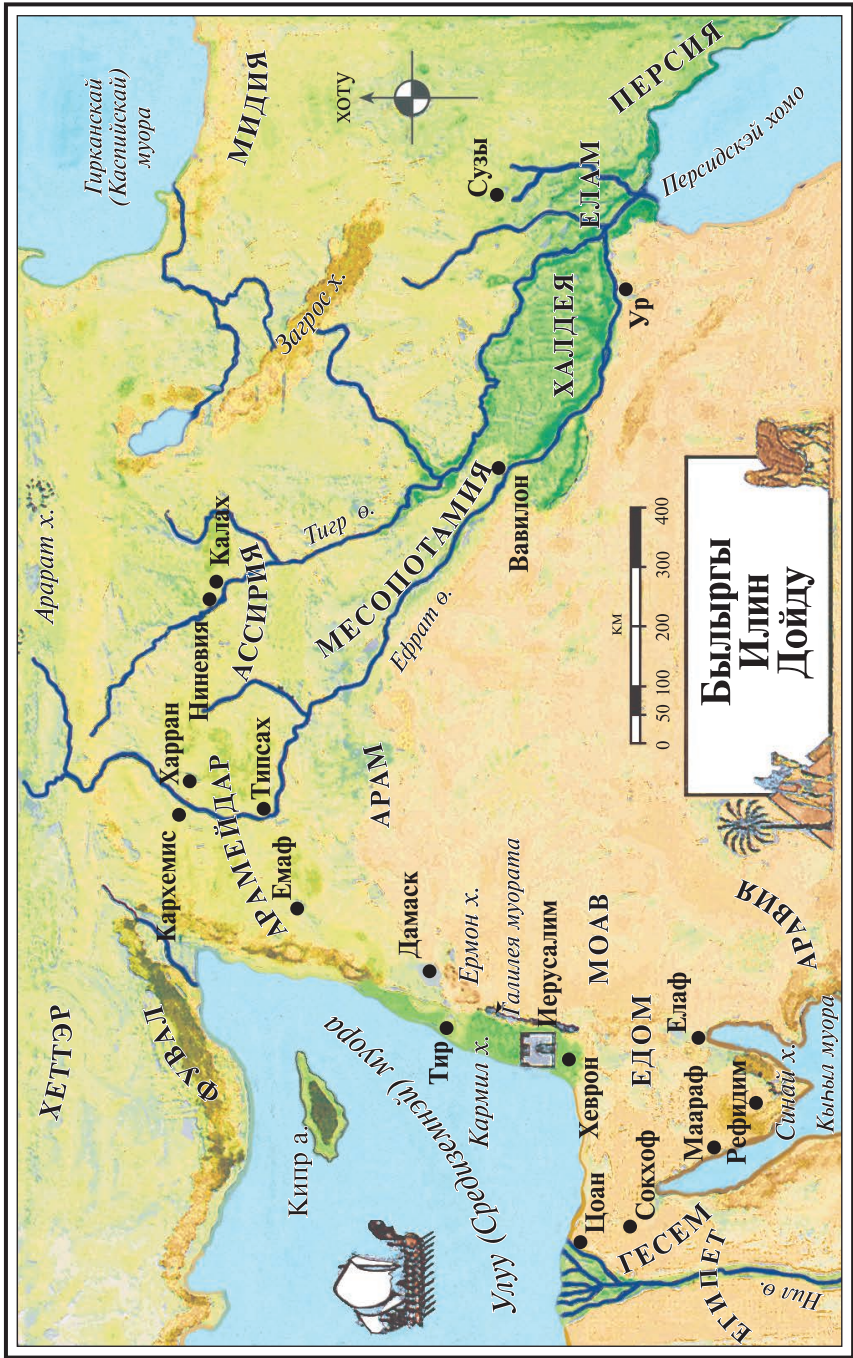 ХЕТТЭР
Арарат х.
Гирканскай
(Каспийскай)
муора
МИДИЯ
хоту
ФУВАЛ
Кархемис
Харран
Ниневия
Калах
АССИРИЯ
АРАМЕЙДАР
Типсах
Емаф
Загрос х.
Тигр ө.
МЕСОПОТАМИЯ
Ефрат ө.
Кипр а.
Улуу (Средиземнэй) муора
АРАМ
Дамаск
Ермон х.
Тир
Кармил х.
Галилея муората
Иерусалим
Хеврон
МОАВ
Вавилон
ХАЛДЕЯ
Сузы
ЕЛАМ
ПЕРСИЯ
Ур
Персидскэй хомо
Цоан
Сокхоф
ГЕСЕМ
ЕГИПЕТ
Нил ө.
ЕДОМ
Елаф
Маараф
Рефидим
Синай х.
Кыһыл муора
АРАВИЯ
км
0 50 100 200 300 400
Былыргы
Илин
Дойду